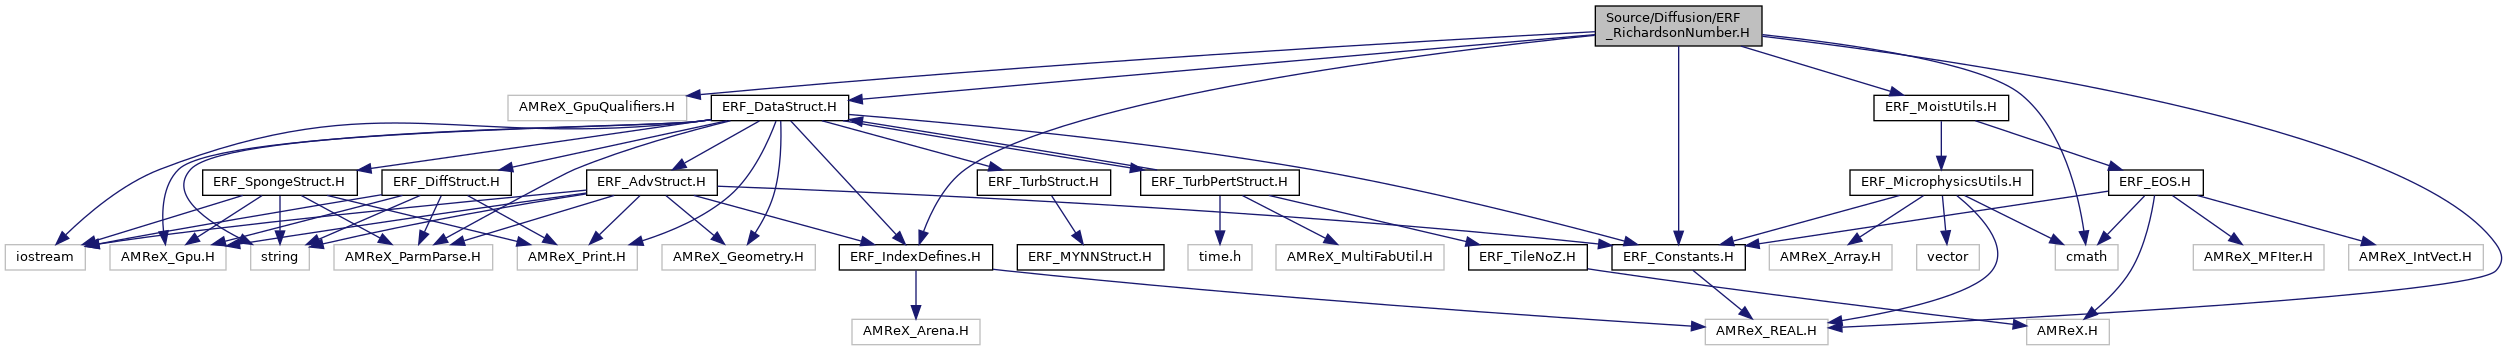 Source/Diffusion/ERF
_RichardsonNumber.H
AMReX_GpuQualifiers.H
ERF_DataStruct.H
ERF_MoistUtils.H
ERF_SpongeStruct.H
ERF_DiffStruct.H
ERF_AdvStruct.H
ERF_TurbStruct.H
ERF_TurbPertStruct.H
ERF_MicrophysicsUtils.H
ERF_EOS.H
iostream
AMReX_Gpu.H
string
AMReX_ParmParse.H
AMReX_Print.H
AMReX_Geometry.H
ERF_IndexDefines.H
ERF_MYNNStruct.H
time.h
AMReX_MultiFabUtil.H
ERF_TileNoZ.H
ERF_Constants.H
AMReX_Array.H
vector
cmath
AMReX_MFIter.H
AMReX_IntVect.H
AMReX_Arena.H
AMReX_REAL.H
AMReX.H